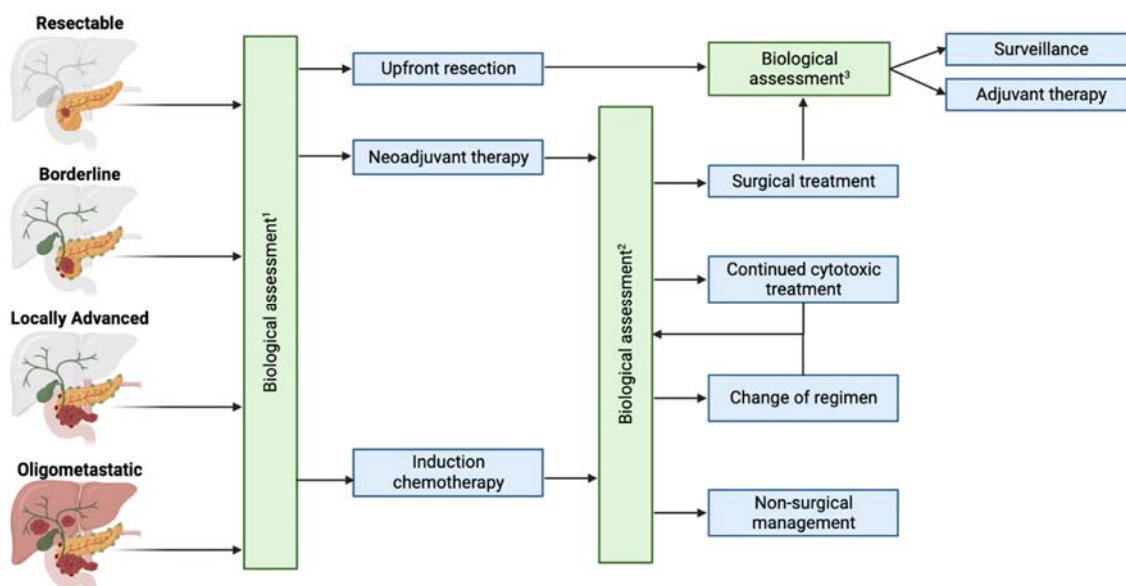 Resectable
Borderline
Locally Advanced
Oligometastatic
Biological assessment¹
Upfront resection
Neoadjuvant therapy
Induction
chemotherapy
Biological assessment²
Biological
assessment³
Surgical treatment
Continued cytotoxic
treatment
Change of regimen
Non-surgical
management
Surveillance
Adjuvant therapy